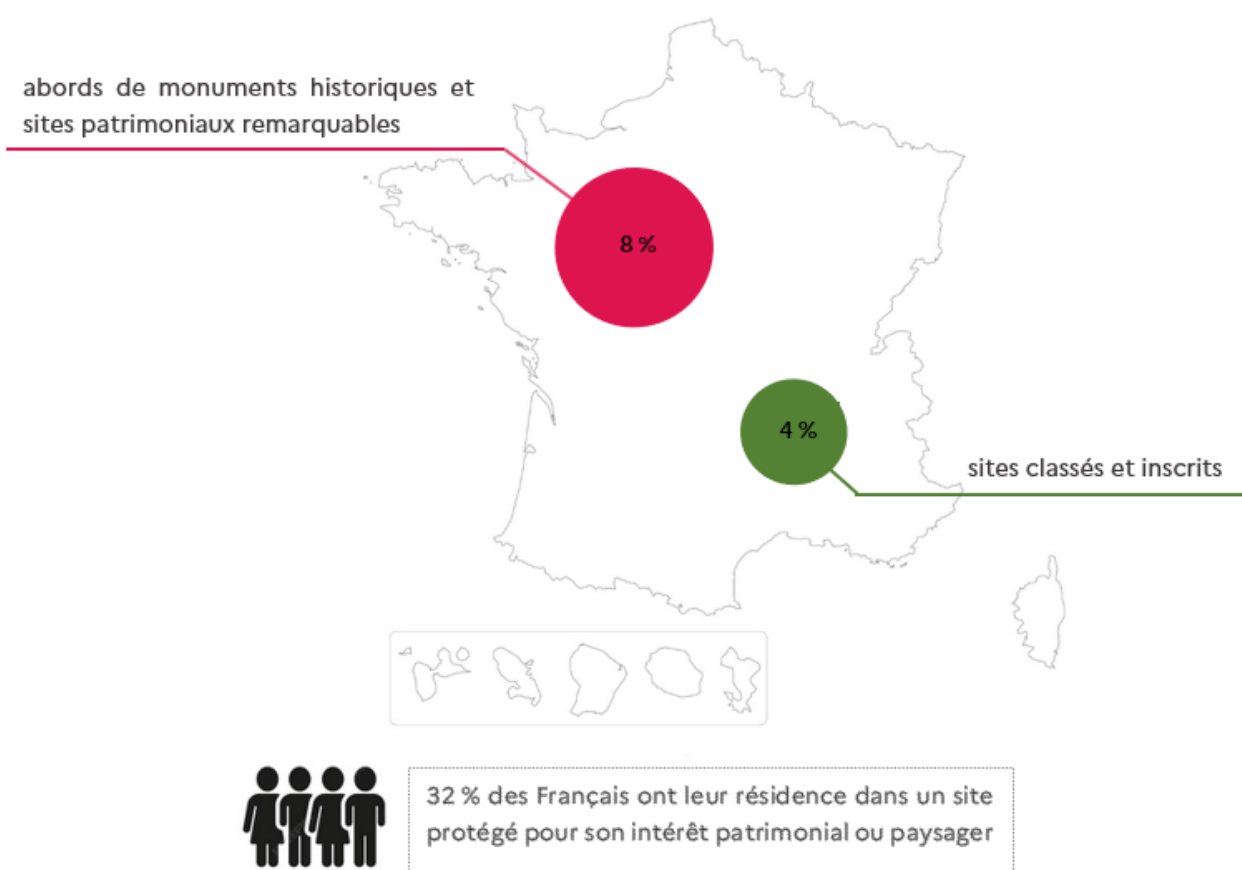 abords de monuments historiques et
sites patrimoniaux remarquables
8 %
4 %
sites classés et inscrits
32 % des Français ont leur résidence dans un site
protégé pour son intérêt patrimonial ou paysager